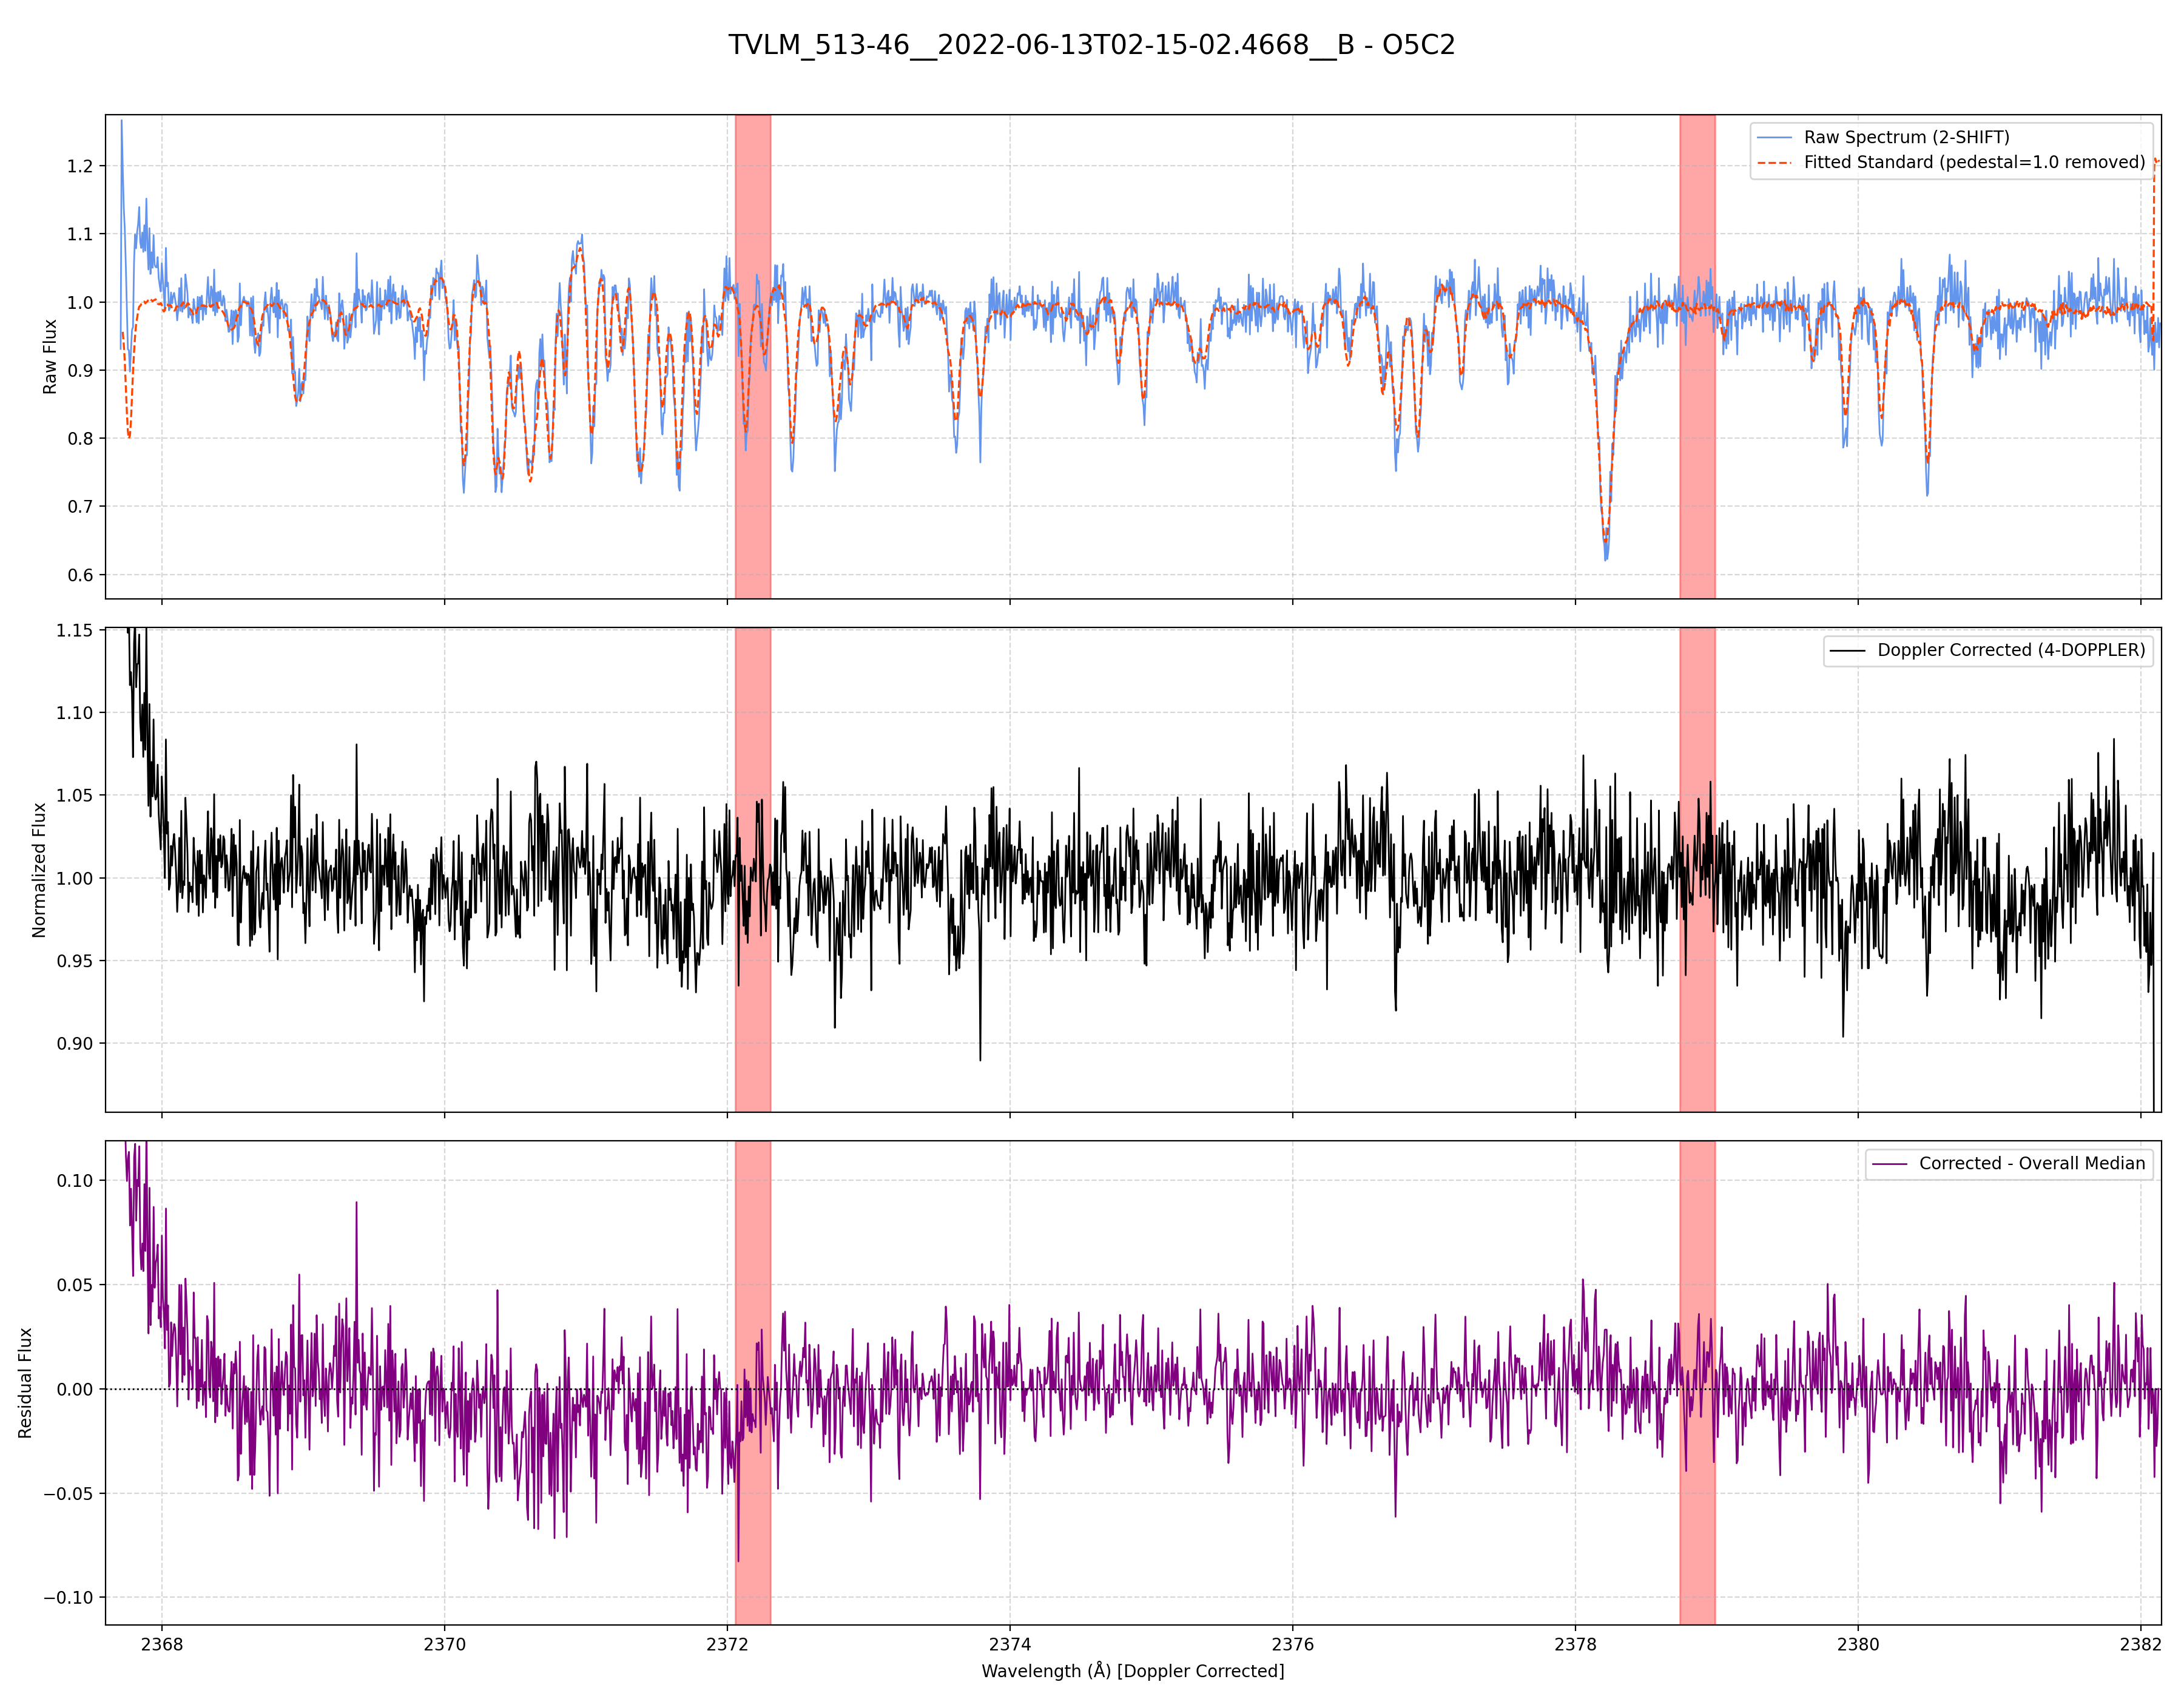 TVLM_513-46__2022-06-13T02-15-02.4668__B - O5C2
Raw Flux
1.2
1.1
1.0
0.9
0.8
0.7
0.6
Raw Spectrum (2-SHIFT)
Fitted Standard (pedestal=1.0 removed)
Normalized Flux
1.15
1.10
1.05
1.00
0.95
0.90
Doppler Corrected (4-DOPPLER)
Residual Flux
0.10
0.05
0.00
−0.05
−0.10
Corrected - Overall Median
2368 2370 2372 2374 2376 2378 2380 2382
Wavelength (Å) [Doppler Corrected]